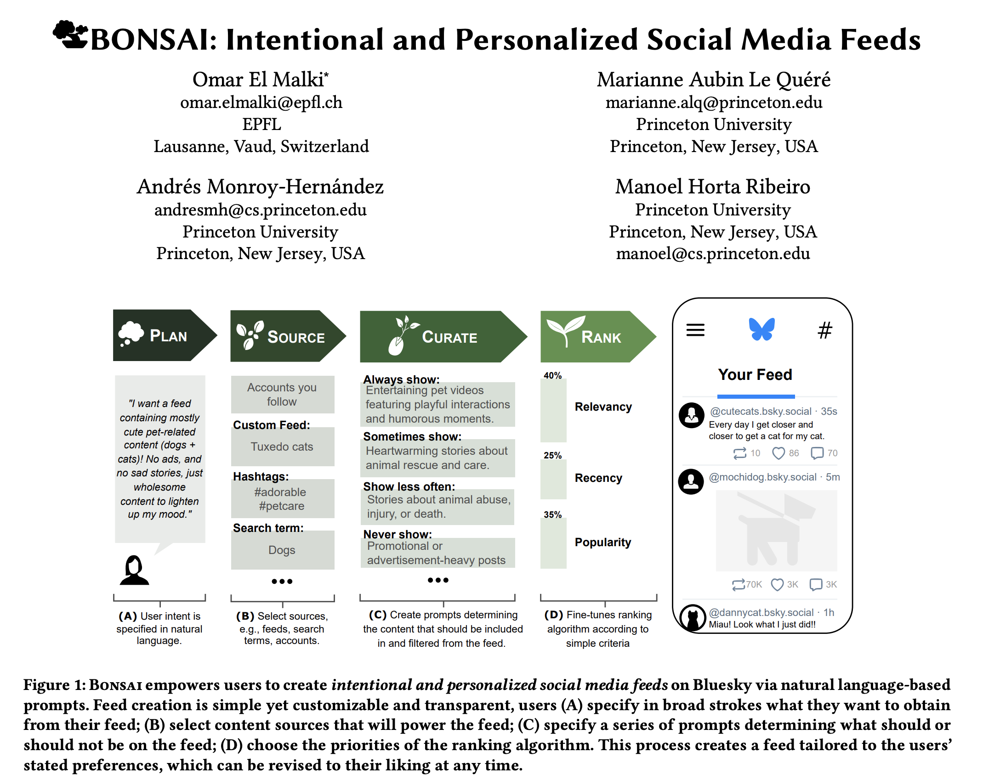 BONSAI: Intentional and Personalized Social Media Feeds
Omar El Malki*
omar.elmalki@epfl.ch
EPFL
Lausanne, Vaud, Switzerland
Marianne Aubin Le Quéré
marianne.alq@princeton.edu
Princeton University
Princeton, New Jersey, USA
Andrés Monroy-Hernández
andresmh@cs.princeton.edu
Princeton University
Princeton, New Jersey, USA
Manoel Horta Ribeiro
Princeton University
Princeton, New Jersey, USA
manoel@cs.princeton.edu
PLAN
"I want a feed
containing mostly
cute pet-related
content (dogs +
cats)! No ads, and
no sad stories, just
wholesome
content to lighten
up my mood."
(A) User intent is
specified in natural
language.
SOURCE
Accounts you
follow
Custom Feed:
Tuxedo cats
Hashtags:
#adorable
#petcare
Search term:
Dogs
•••
(B) Select sources,
e.g., feeds, search
terms, accounts.
CURATE
Always show:
Entertaining pet videos
featuring playful interactions
and humorous moments.
Sometimes show:
Heartwarming stories about
animal rescue and care.
Show less often:
Stories about animal abuse,
injury, or death.
Never show:
Promotional or
advertisement-heavy posts
•••
(C) Create prompts determining
the content that should be included
in and filtered from the feed.
RANK
40%
Relevancy
25%
Recency
35%
Popularity
(D) Fine-tunes ranking
algorithm according to
simple criteria
#
Your Feed
@cutecats.bsky.social · 35s
Every day I get closer and
closer to get a cat for my cat.
10 86 70
@mochidog.bsky.social · 5m
70K 3K 3K
@dannycat.bsky.social · 1h
Miau! Look what I just did!!
Figure 1: BONSAI empowers users to create intentional and personalized social media feeds on Bluesky via natural language-based
prompts. Feed creation is simple yet customizable and transparent, users (A) specify in broad strokes what they want to obtain
from their feed; (B) select content sources that will power the feed; (C) specify a series of prompts determining what should or
should not be on the feed; (D) choose the priorities of the ranking algorithm. This process creates a feed tailored to the users’
stated preferences, which can be revised to their liking at any time.